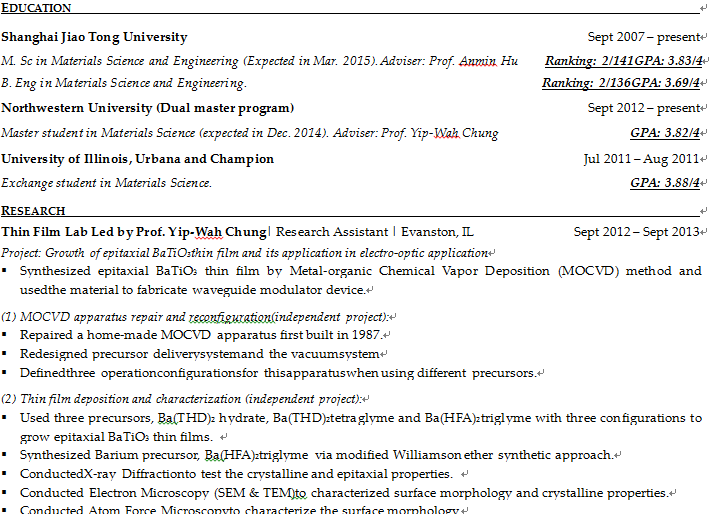 EDUCATION
Shanghai Jiao Tong University Sept 2007 – present
M. Sc in Materials Science and Engineering (Expected in Mar. 2015). Adviser: Prof. Anmin Hu Ranking: 2/141GPA: 3.83/4
B. Eng in Materials Science and Engineering. Ranking: 2/136GPA: 3.69/4
Northwestern University (Dual master program) Sept 2012 – present
Master student in Materials Science (expected in Dec. 2014). Adviser: Prof. Yip-Wah Chung GPA: 3.82/4
University of Illinois, Urbana and Champion Jul 2011 – Aug 2011
Exchange student in Materials Science. GPA: 3.88/4
RESEARCH
Thin Film Lab Led by Prof. Yip-Wah Chung| Research Assistant | Evanston, IL Sept 2012 – Sept 2013
Project: Growth of epitaxial BaTiO₃thin film and its application in electro-optic application
▪ Synthesized epitaxial BaTiO₃ thin film by Metal-organic Chemical Vapor Deposition (MOCVD) method and
usedthe material to fabricate waveguide modulator device.
(1) MOCVD apparatus repair and reconfiguration(independent project):
▪ Repaired a home-made MOCVD apparatus first built in 1987.
▪ Redesigned precursor deliverysystemand the vacuumsystem
▪ Definedthree operationconfigurationsfor thisapparatuswhen using different precursors.
(2) Thin film deposition and characterization (independent project):
▪ Used three precursors, Ba(THD)₂ hydrate, Ba(THD)₂tetraglyme and Ba(HFA)₂triglyme with three configurations to
grow epitaxial BaTiO₃ thin films.
▪ Synthesized Barium precursor, Ba(HFA)₂triglyme via modified Williamson ether synthetic approach.
▪ ConductedX-ray Diffractionto test the crystalline and epitaxial properties.
▪ Conducted Electron Microscopy (SEM & TEM)to characterized surface morphology and crystalline properties.
▪ Conducted Atom Force Microscopyto characterize the surface morphology